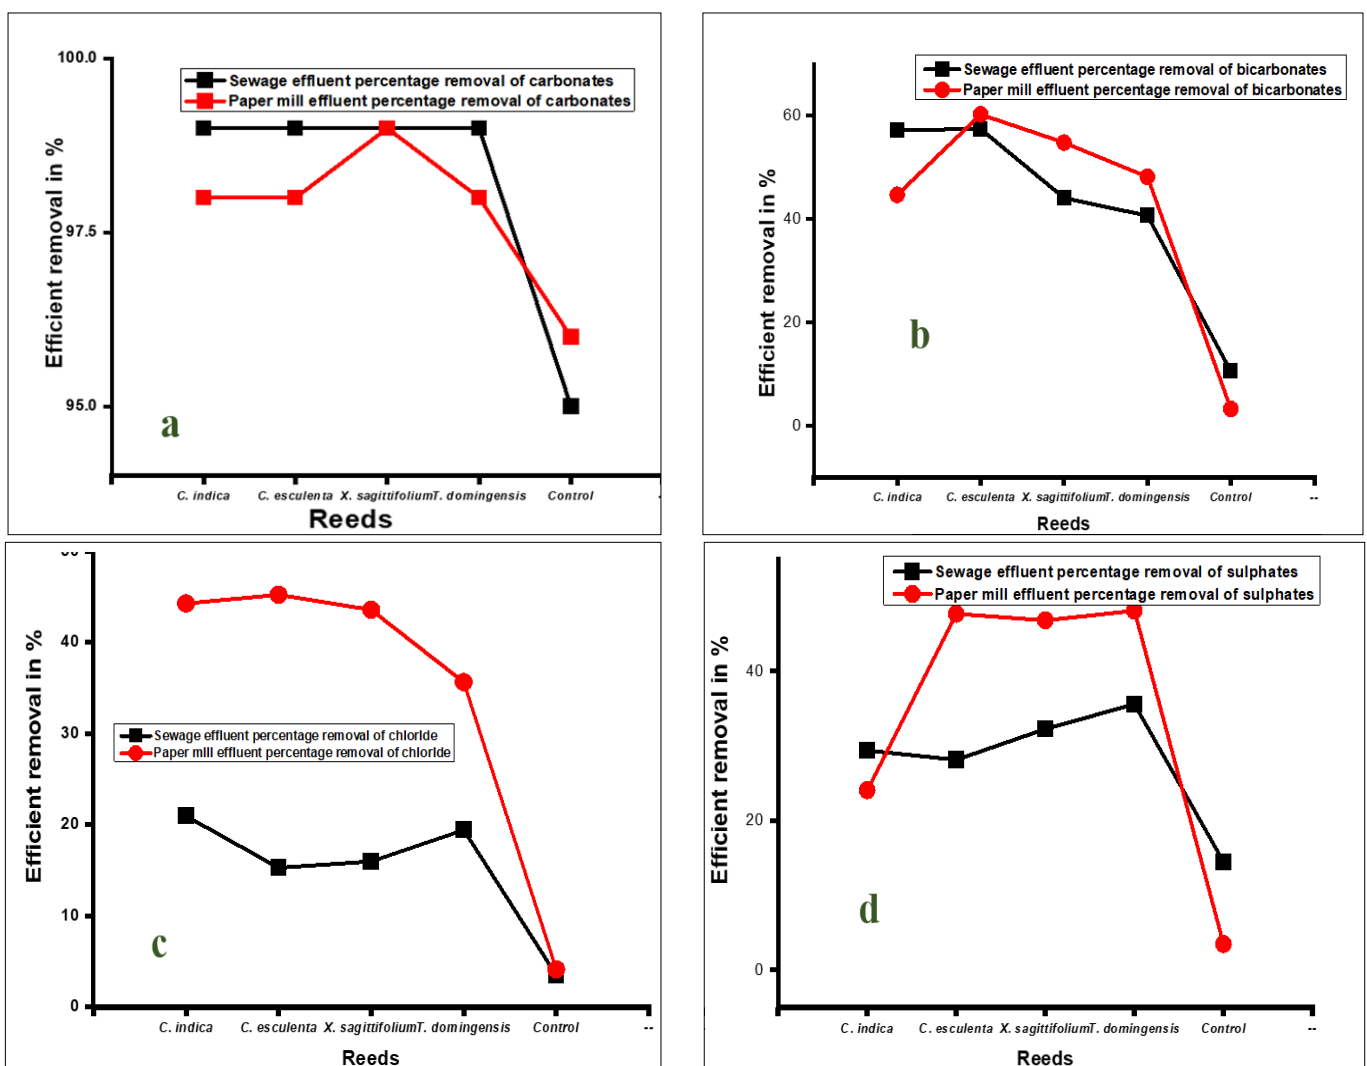 100.0
97.5
95.0
Efficient removal in %
Sewage effluent percentage removal of carbonates
Paper mill effluent percentage removal of carbonates
a
C. indica C. esculenta X. sagittifolium T. domingensis Control
Reeds
60
40
20
0
Efficient removal in %
Sewage effluent percentage removal of bicarbonates
Paper mill effluent percentage removal of bicarbonates
b
C. indica C. esculenta X. sagittifolium T. domingensis Control --
Reeds
40
30
20
10
0
Efficient removal in %
Sewage effluent percentage removal of chloride
Paper mill effluent percentage removal of chloride
c
C. indica C. esculenta X. sagittifolium T. domingensis Control --
Reeds
40
20
0
Efficient removal in %
Sewage effluent percentage removal of sulphates
Paper mill effluent percentage removal of sulphates
d
C. indica C. esculenta X. sagittifolium T. domingensis Control --
Reeds